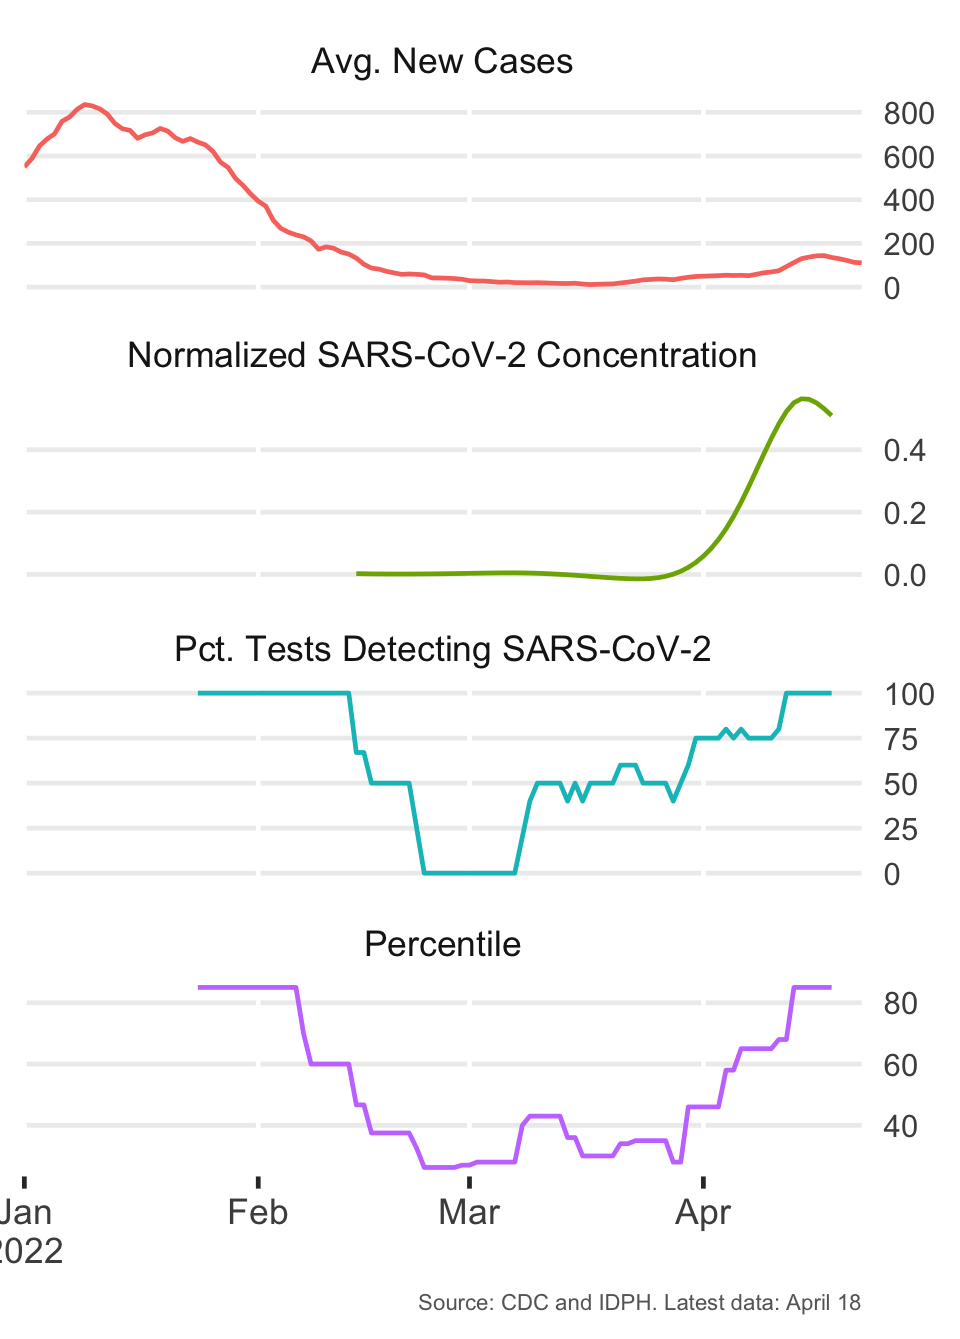 Avg. New Cases
800
600
400
200
0
Normalized SARS-CoV-2 Concentration
0.4
0.2
0.0
Pct. Tests Detecting SARS-CoV-2
100
75
50
25
0
Percentile
80
60
40
Jan Feb Mar Apr
2022
Source: CDC and IDPH. Latest data: April 18